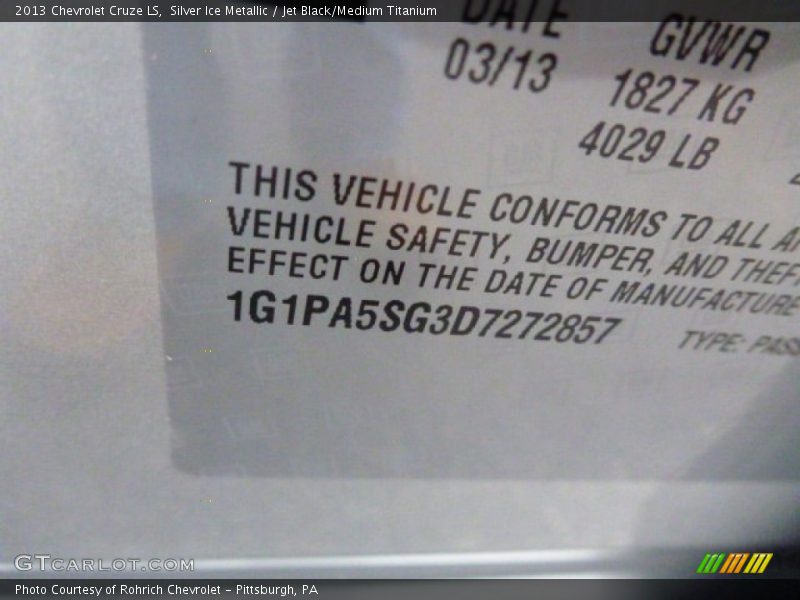 2013 Chevrolet Cruze LS, Silver Ice Metallic / Jet Black/Medium Titanium
DATE GVWR
03/13 1827 KG
4029 LB
THIS VEHICLE CONFORMS TO ALL
VEHICLE SAFETY, BUMPER, AND THEFT
EFFECT ON THE DATE OF MANUFACTURE
1G1PA5SG3D7272857 TYPE: PASS
GTCARLOT.COM
Photo Courtesy of Rohrich Chevrolet – Pittsburgh, PA